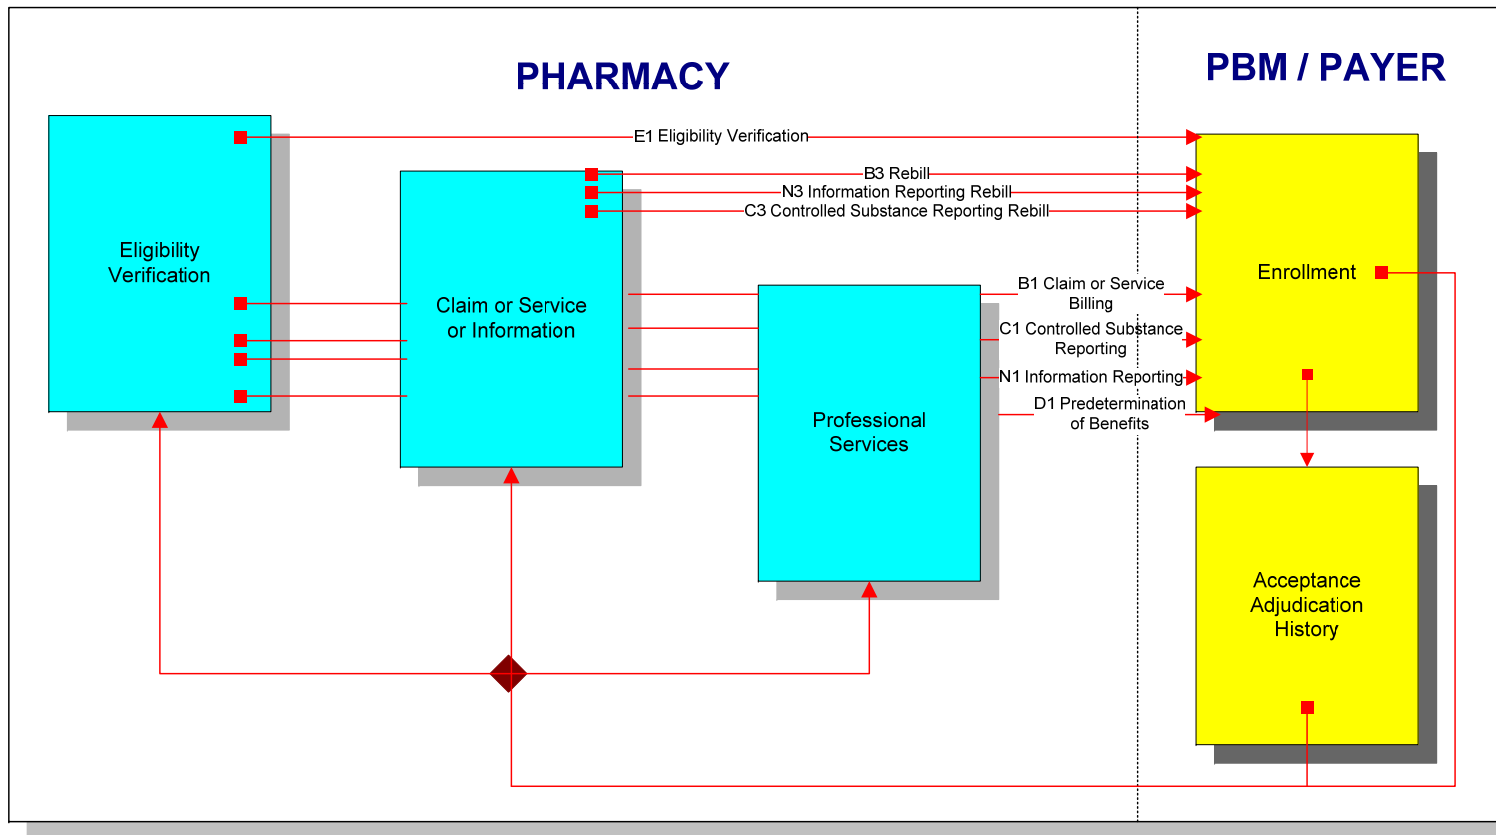 PHARMACY
PBM / PAYER
E1 Eligibility Verification
B3 Rebill
N3 Information Reporting Rebill
C3 Controlled Substance Reporting Rebill
Eligibility
Verification
Claim or Service
or Information
Enrollment
B1 Claim or Service
Billing
C1 Controlled Substance
Reporting
N1 Information Reporting
D1 Predetermination
of Benefits
Professional
Services
Acceptance
Adjudication
History